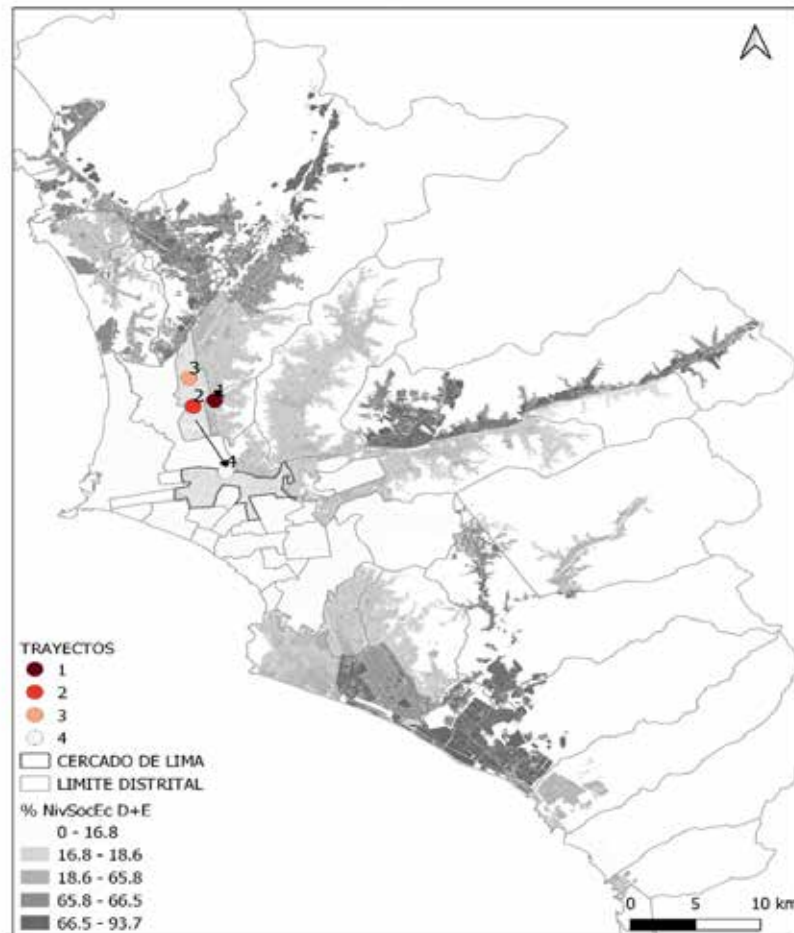 3
2
1
4
TRAYECTOS
1
2
3
4
CERCADO DE LIMA
LIMITE DISTRITAL
% NivSocEc D+E
0 - 16.8
16.8 - 18.6
18.6 - 65.8
65.8 - 66.5
66.5 - 93.7
0 5 10 km